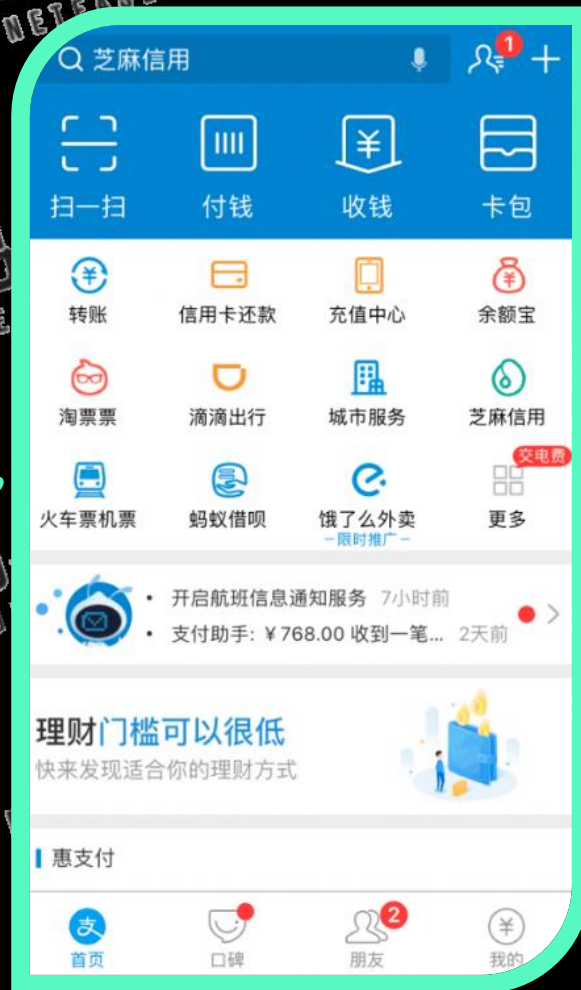 NETEASE
芝麻信用
1
扫一扫 付钱 收钱 卡包
转账 信用卡还款 充值中心 余额宝
淘票票 滴滴出行 城市服务 芝麻信用
交电费
火车票机票 蚂蚁借呗 饿了么外卖 更多
-限时推广-
• 开启航班信息通知服务 7小时前
• 支付助手: ¥768.00 收到一笔... 2天前
理财门槛可以很低
快来发现适合你的理财方式
惠支付
2
支
首页 口碑 朋友 我的